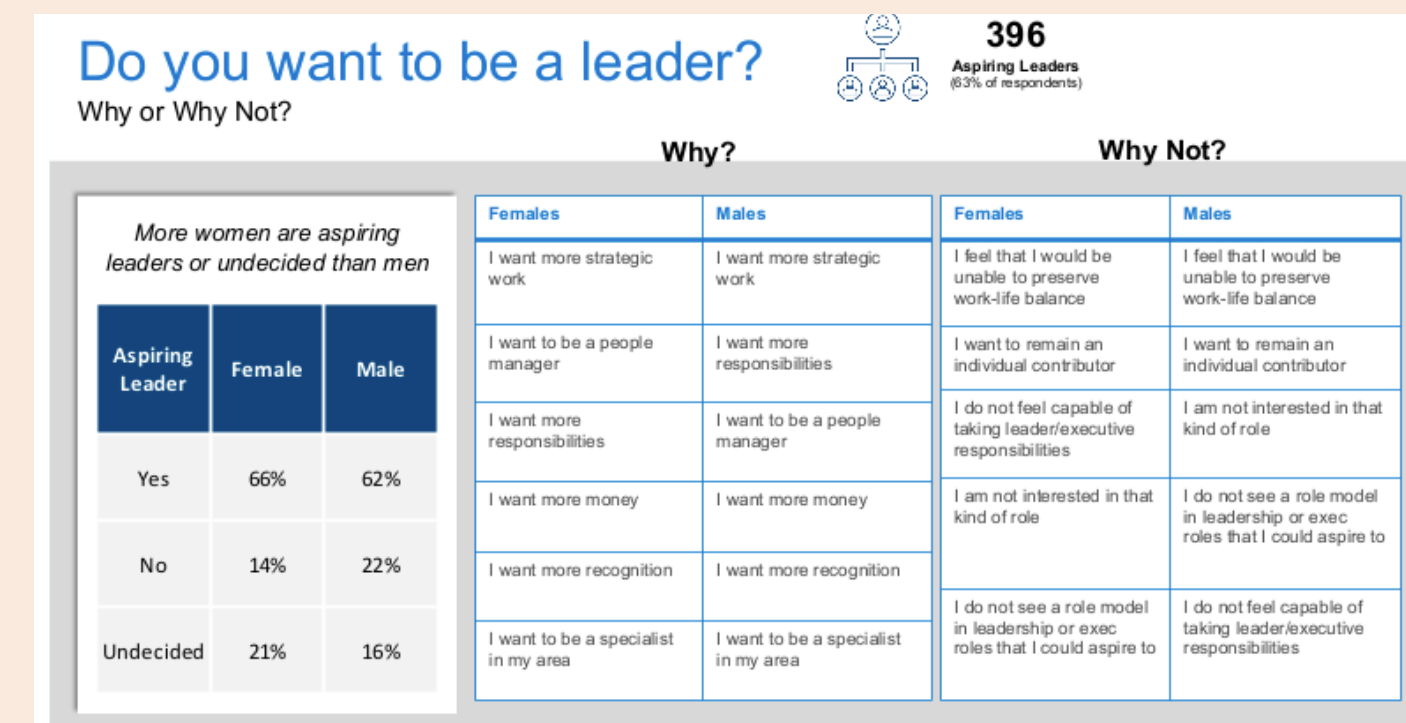 Do you want to be a leader?
Why or Why Not?
396
Aspiring Leaders
(63% of respondents)
More women are aspiring
leaders or undecided than men
Aspiring
Leader
Female
Male
Yes
66%
62%
No
14%
22%
Undecided
21%
16%
Why?
Females
Males
I want more strategic
work
I want more strategic
work
I want to be a people
manager
I want more
responsibilities
I want more
responsibilities
I want to be a people
manager
I want more money
I want more money
I want more recognition
I want more recognition
I want to be a specialist
in my area
I want to be a specialist
in my area
Why Not?
Females
Males
I feel that I would be
unable to preserve
work-life balance
I feel that I would be
unable to preserve
work-life balance
I want to remain an
individual contributor
I want to remain an
individual contributor
I do not feel capable of
taking leader/executive
responsibilities
I am not interested in that
kind of role
I am not interested in that
kind of role
I do not see a role model
in leadership or exec
roles that I could aspire to
I do not see a role model
in leadership or exec
roles that I could aspire to
I do not feel capable of
taking leader/executive
responsibilities